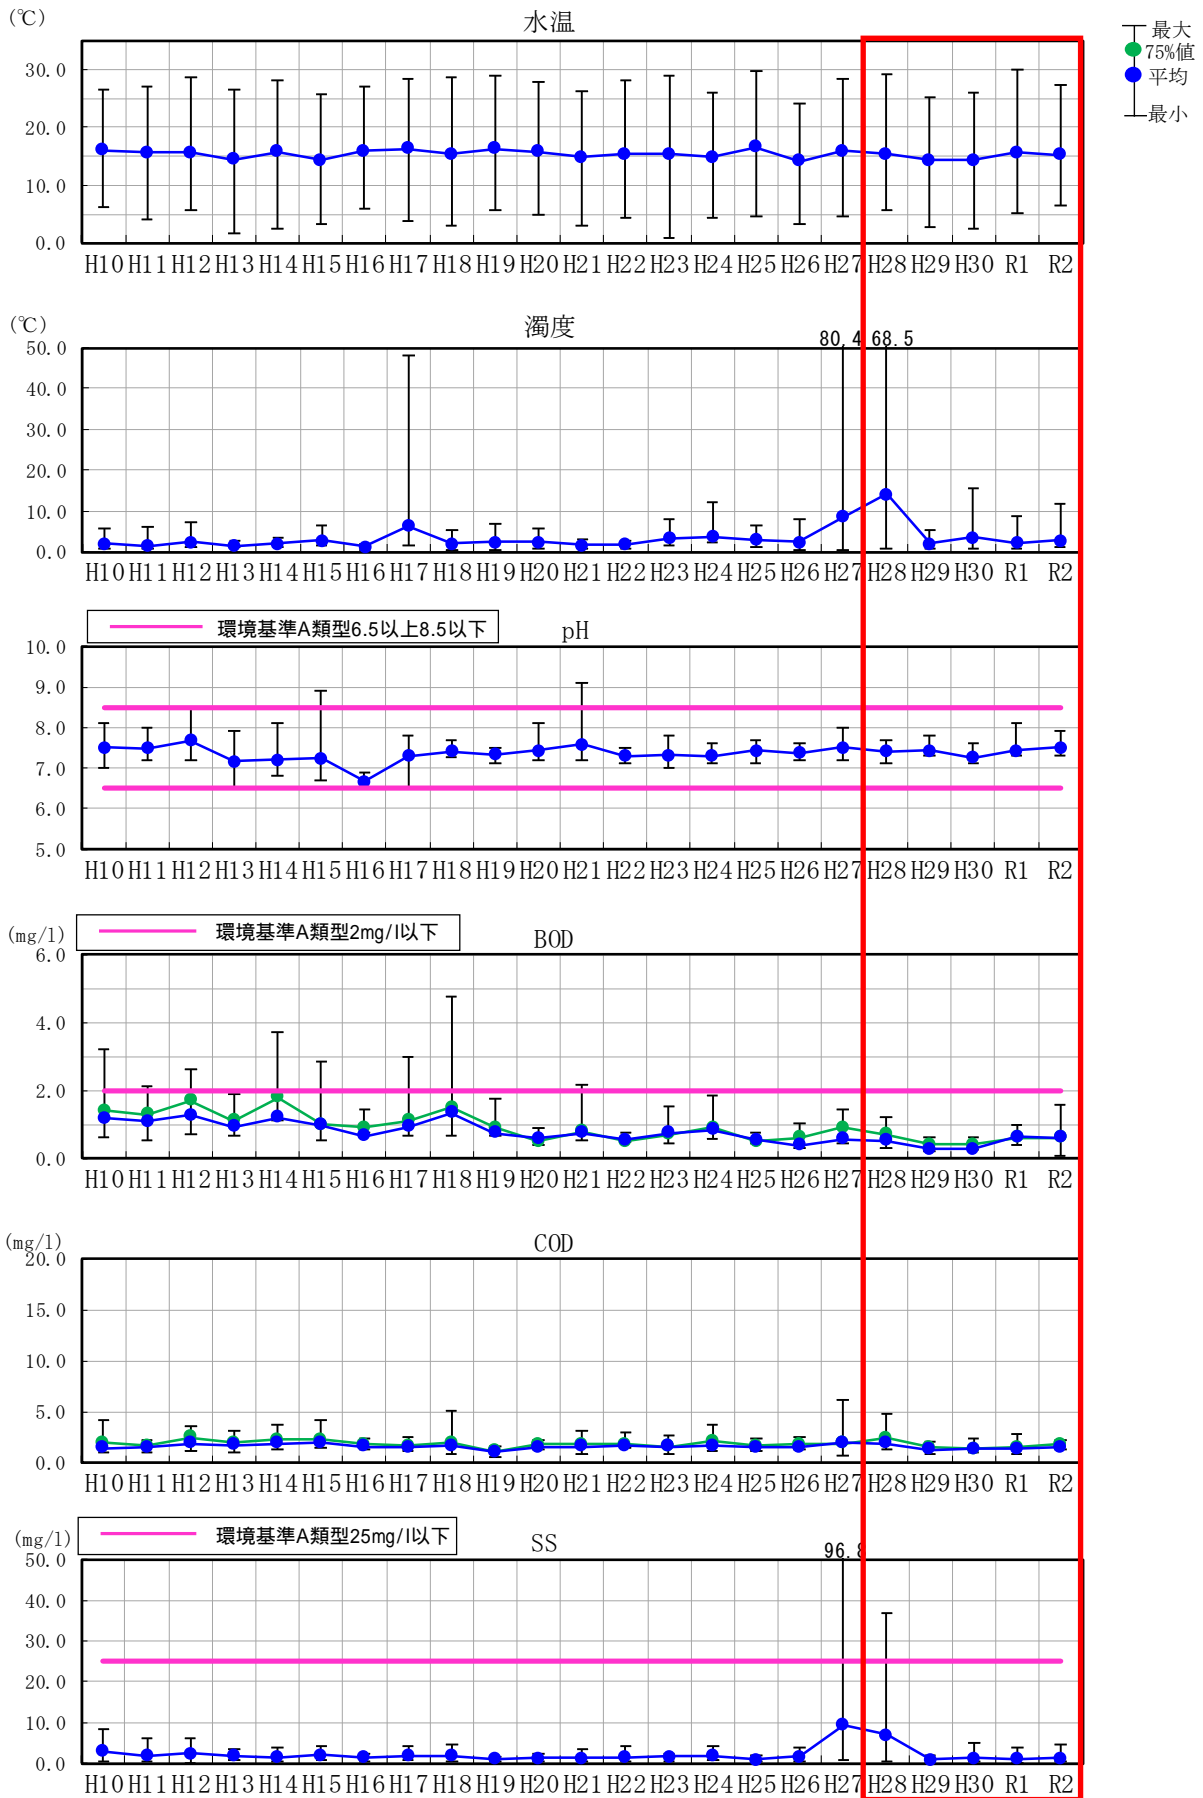 (℃)
水温
最大
75%値
平均
最小
30.0
20.0
10.0
0.0
H10 H11 H12 H13 H14 H15 H16 H17 H18 H19 H20 H21 H22 H23 H24 H25 H26 H27 H28 H29 H30 R1 R2
(℃)
濁度
80.4 68.5
50.0
40.0
30.0
20.0
10.0
0.0
H10 H11 H12 H13 H14 H15 H16 H17 H18 H19 H20 H21 H22 H23 H24 H25 H26 H27 H28 H29 H30 R1 R2
環境基準A類型6.5以上8.5以下
pH
10.0
9.0
8.0
7.0
6.0
5.0
H10 H11 H12 H13 H14 H15 H16 H17 H18 H19 H20 H21 H22 H23 H24 H25 H26 H27 H28 H29 H30 R1 R2
(mg/l)
環境基準A類型2mg/l以下
BOD
6.0
4.0
2.0
0.0
H10 H11 H12 H13 H14 H15 H16 H17 H18 H19 H20 H21 H22 H23 H24 H25 H26 H27 H28 H29 H30 R1 R2
(mg/l)
COD
20.0
15.0
10.0
5.0
0.0
H10 H11 H12 H13 H14 H15 H16 H17 H18 H19 H20 H21 H22 H23 H24 H25 H26 H27 H28 H29 H30 R1 R2
(mg/l)
環境基準A類型25mg/l以下
SS
96.8
50.0
40.0
30.0
20.0
10.0
0.0
H10 H11 H12 H13 H14 H15 H16 H17 H18 H19 H20 H21 H22 H23 H24 H25 H26 H27 H28 H29 H30 R1 R2